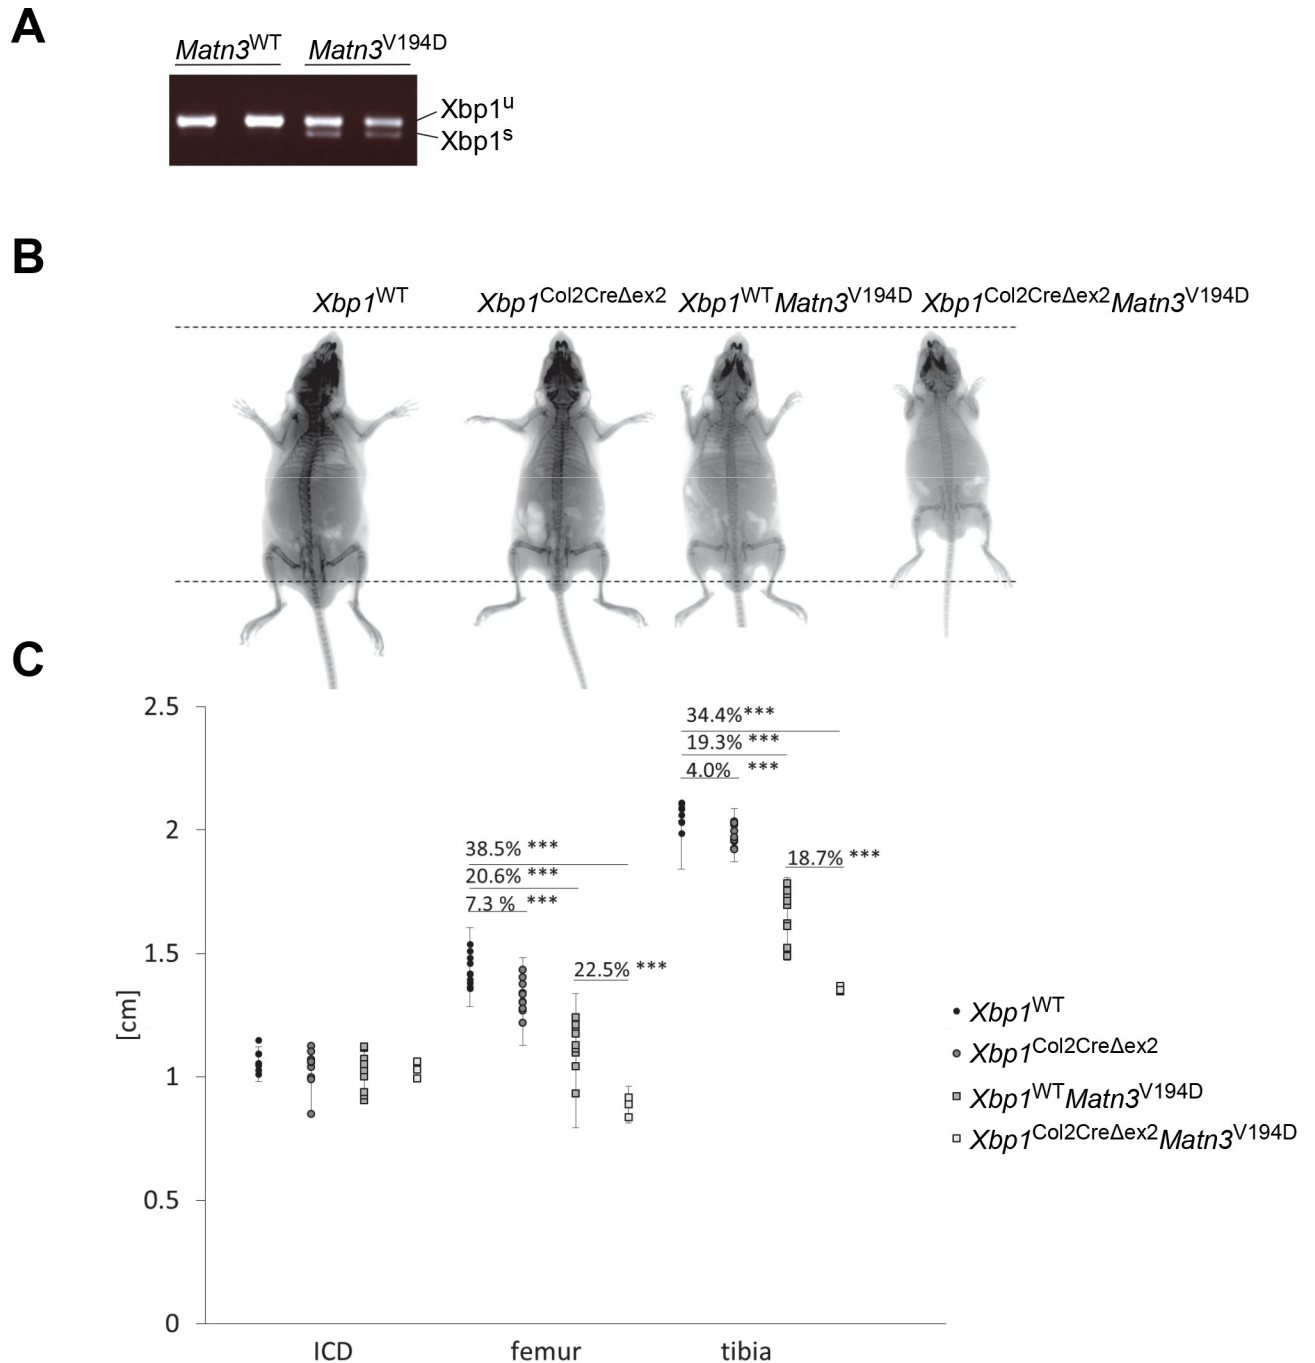 A
Matn3WT Matn3V194D
Xbp1u
Xbp1s
B
Xbp1WT Xbp1Col2CreΔex2 Xbp1WTMatn3V194D Xbp1Col2CreΔex2Matn3V194D
C
2.5
2
1.5
1
0.5
0
[cm]
38.5% ***
20.6% ***
7.3 % ***
22.5% ***
34.4%***
19.3% ***
4.0% ***
18.7% ***
ICD femur tibia
Xbp1WT
Xbp1Col2CreΔex2
Xbp1WTMatn3V194D
Xbp1Col2CreΔex2Matn3V194D